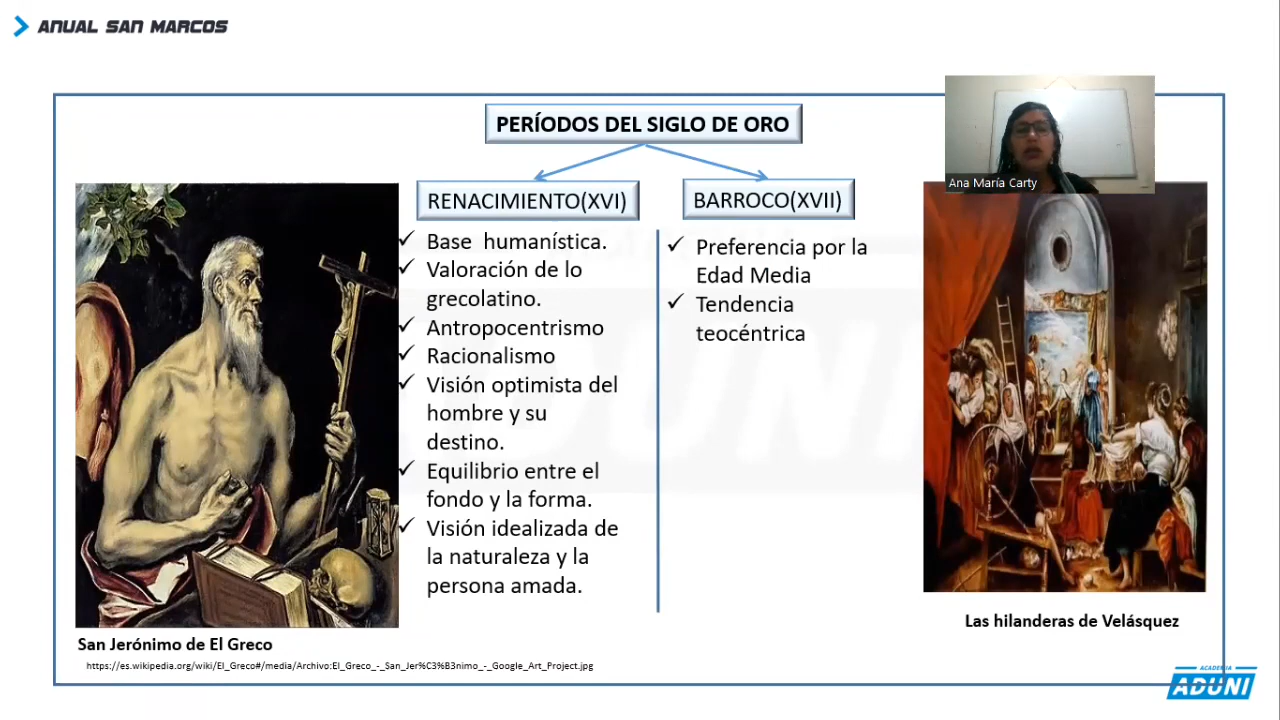 ANUAL SAN MARCOS
PERÍODOS DEL SIGLO DE ORO
RENACIMIENTO(XVI)
Base humanística.
Valoración de lo
grecolatino.
Antropocentrismo
Racionalismo
Visión optimista del
hombre y su
destino.
Equilibrio entre el
fondo y la forma.
Visión idealizada de
la naturaleza y la
persona amada.
BARROCO(XVII)
Preferencia por la
Edad Media
Tendencia
teocéntrica
Ana María Carty
San Jerónimo de El Greco
https://es.wikipedia.org/wiki/El_Greco#/media/Archivo:El_Greco_-_San_Jer%C3%B3nimo_-_Google_Art_Project.jpg
Las hilanderas de Velásquez
ACADEMIA
ADUNI